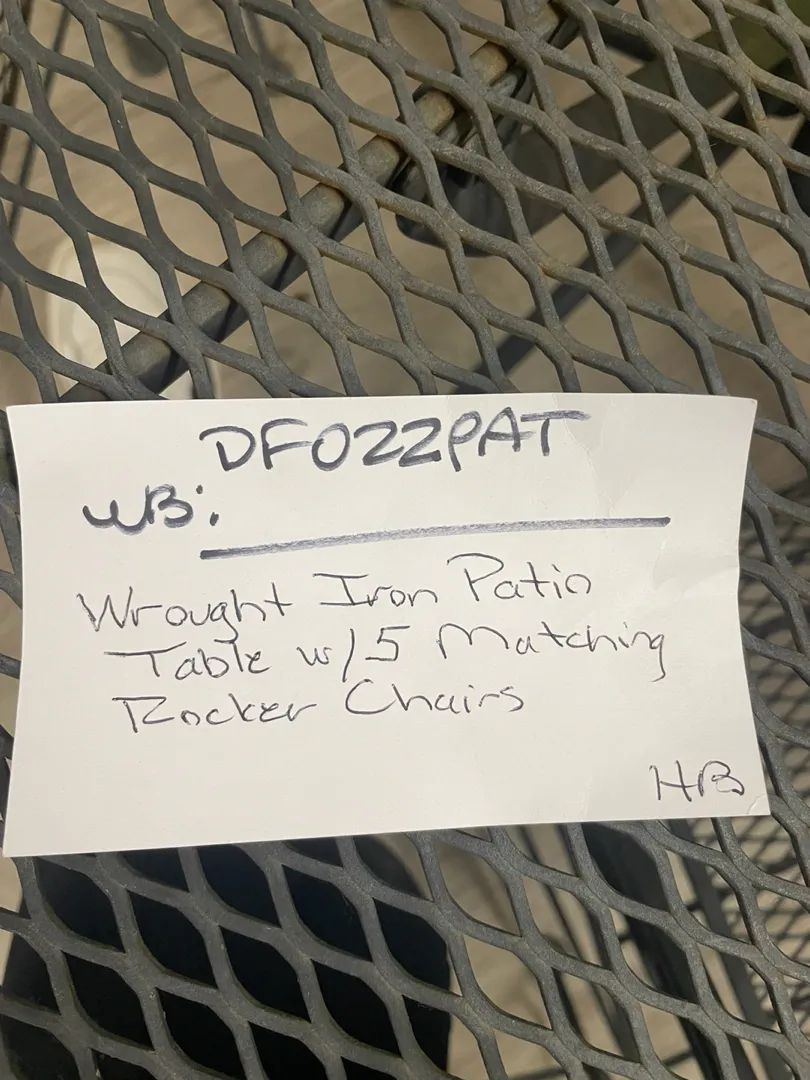 DF022PAT
WB:
Wrought Iron Patio
Table w/5 Matching
Rocker Chairs
HB